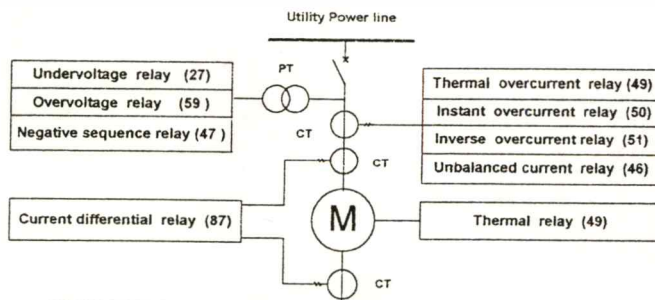 Utility Power line
PT
Undervoltage relay (27)
Overvoltage relay (59 )
Negative sequence relay (47 )
CT
Thermal overcurrent relay (49)
Instant overcurrent relay (50)
Inverse overcurrent relay (51)
Unbalanced current relay (46)
CT
Current differential relay (87)
M
Thermal relay (49)
CT